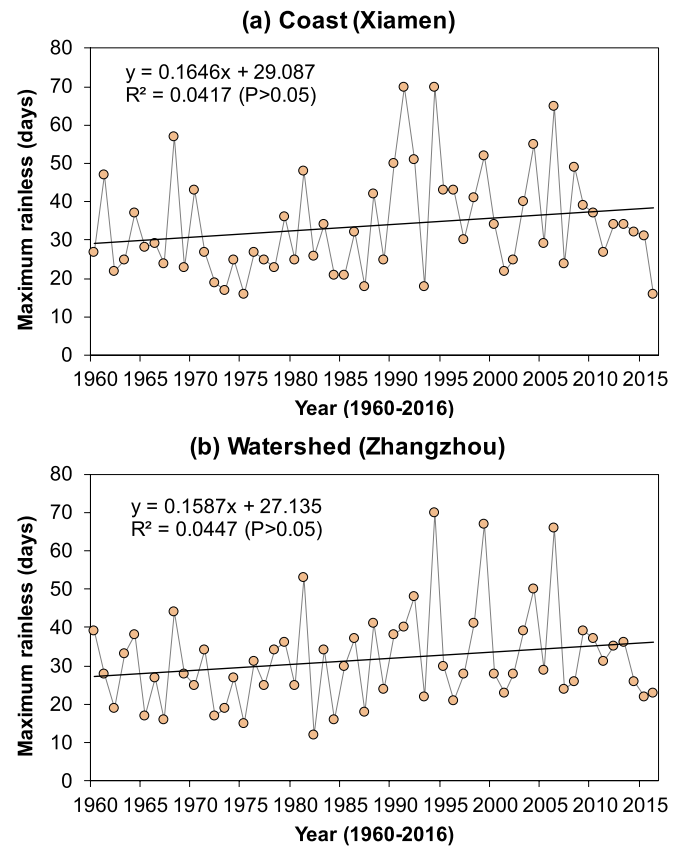 (a) Coast (Xiamen)
80
70
60
50
40
30
20
10
0
Maximum rainless (days)
y = 0.1646x + 29.087
R² = 0.0417 (P>0.05)
1960 1965 1970 1975 1980 1985 1990 1995 2000 2005 2010 2015
Year (1960-2016)
(b) Watershed (Zhangzhou)
80
70
60
50
40
30
20
10
0
Maximum rainless (days)
y = 0.1587x + 27.135
R² = 0.0447 (P>0.05)
1960 1965 1970 1975 1980 1985 1990 1995 2000 2005 2010 2015
Year (1960-2016)